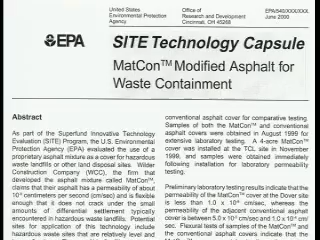 United States
Environmental Protection
Agency
Office of
Research and Development
Cincinnati, OH 45268
EPA/540/XXX/XXX
June 2000
EPA
SITE Technology Capsule
MatCon™ Modified Asphalt for
Waste Containment
Abstract
As part of the Superfund Innovative Technology
Evaluation (SITE) Program, the U.S. Environmental
Protection Agency (EPA) evaluated the use of a
proprietary asphalt mixture as a cover for hazardous
waste landfills or other land disposal sites. Wilder
Construction Company (WCC), the firm that
developed the asphalt mixture called MatCon™,
claims that their asphalt has a permeability of about
centimeters per second (cm/sec) and is flexible
enough that it does not crack under the small
amounts of differential settlement typically
encountered in hazardous waste landfills. Potential
sites for application of this technology include
hazardous waste sites that are relatively level and
conventional asphalt cover for comparative testing.
Samples of both the MatCon™ and conventional
asphalt covers were obtained in August 1999 for
extensive laboratory testing. A 4-acre MatCon™
cover was installed at the TCL site in November
1999, and samples were obtained immediately
following installation for laboratory permeability
testing.
Preliminary laboratory testing results indicate that the
permeability of the MatCon™ cover at the Dover site
is less than 1.0 x cm/sec, whereas the
permeability of the adjacent conventional asphalt
cover is between 5.0 x cm/sec and 1.0 x cm/
sec. Flexural tests of samples of the MatCon™ and
the conventional asphalt covers indicate that the